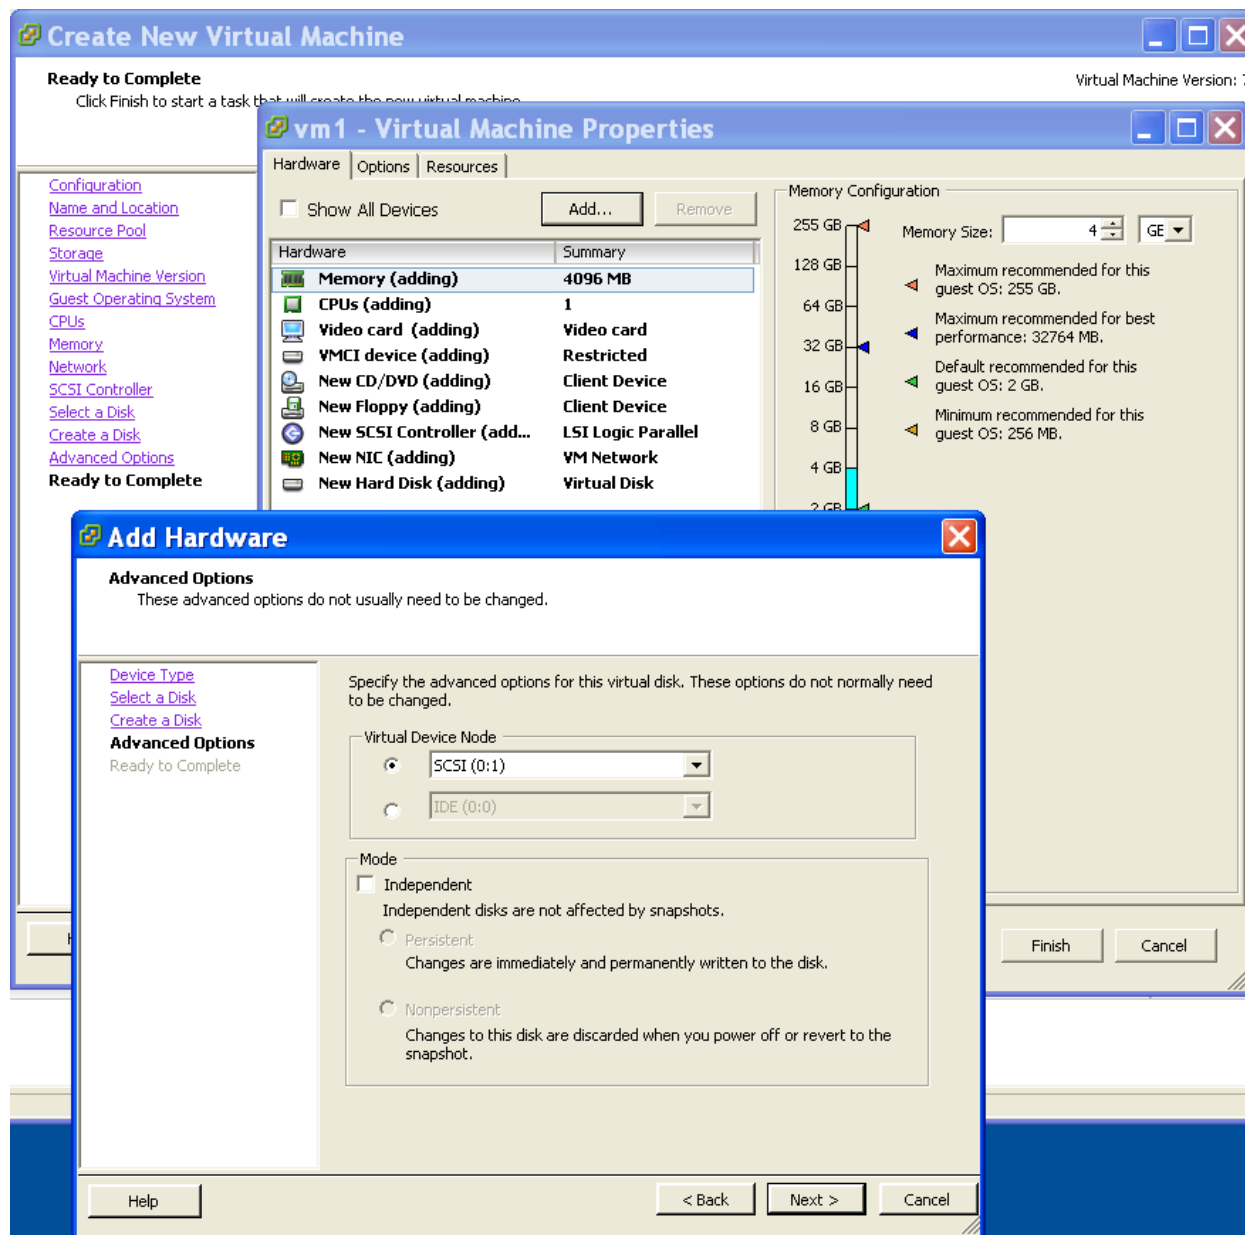 Create New Virtual Machine
Ready to Complete
Click Finish to start a task that will create the new virtual machine
Virtual Machine Version:
Configuration
Name and Location
Resource Pool
Storage
Virtual Machine Version
Guest Operating System
CPUs
Memory
Network
SCSI Controller
Select a Disk
Create a Disk
Advanced Options
Ready to Complete
vm1 - Virtual Machine Properties
Hardware Options Resources
Show All Devices
Add... Remove
Hardware Summary
Memory (adding) 4096 MB
CPUs (adding) 1
Video card (adding) Video card
VMCI device (adding) Restricted
New CD/DVD (adding) Client Device
New Floppy (adding) Client Device
New SCSI Controller (add... LSI Logic Parallel
New NIC (adding) VM Network
New Hard Disk (adding) Virtual Disk
Memory Configuration
255 GB
128 GB
64 GB
32 GB
16 GB
8 GB
4 GB
2 GB
Memory Size: 4 GE
Maximum recommended for this
guest OS: 255 GB.
Maximum recommended for best
performance: 32764 MB.
Default recommended for this
guest OS: 2 GB.
Minimum recommended for this
guest OS: 256 MB.
Finish Cancel
Add Hardware
Advanced Options
These advanced options do not usually need to be changed.
Device Type
Select a Disk
Create a Disk
Advanced Options
Ready to Complete
Specify the advanced options for this virtual disk. These options do not normally need
to be changed.
Virtual Device Node
SCSI (0:1)
IDE (0:0)
Mode
Independent
Independent disks are not affected by snapshots.
Persistent
Changes are immediately and permanently written to the disk.
Nonpersistent
Changes to this disk are discarded when you power off or revert to the
snapshot.
Help < Back Next > Cancel